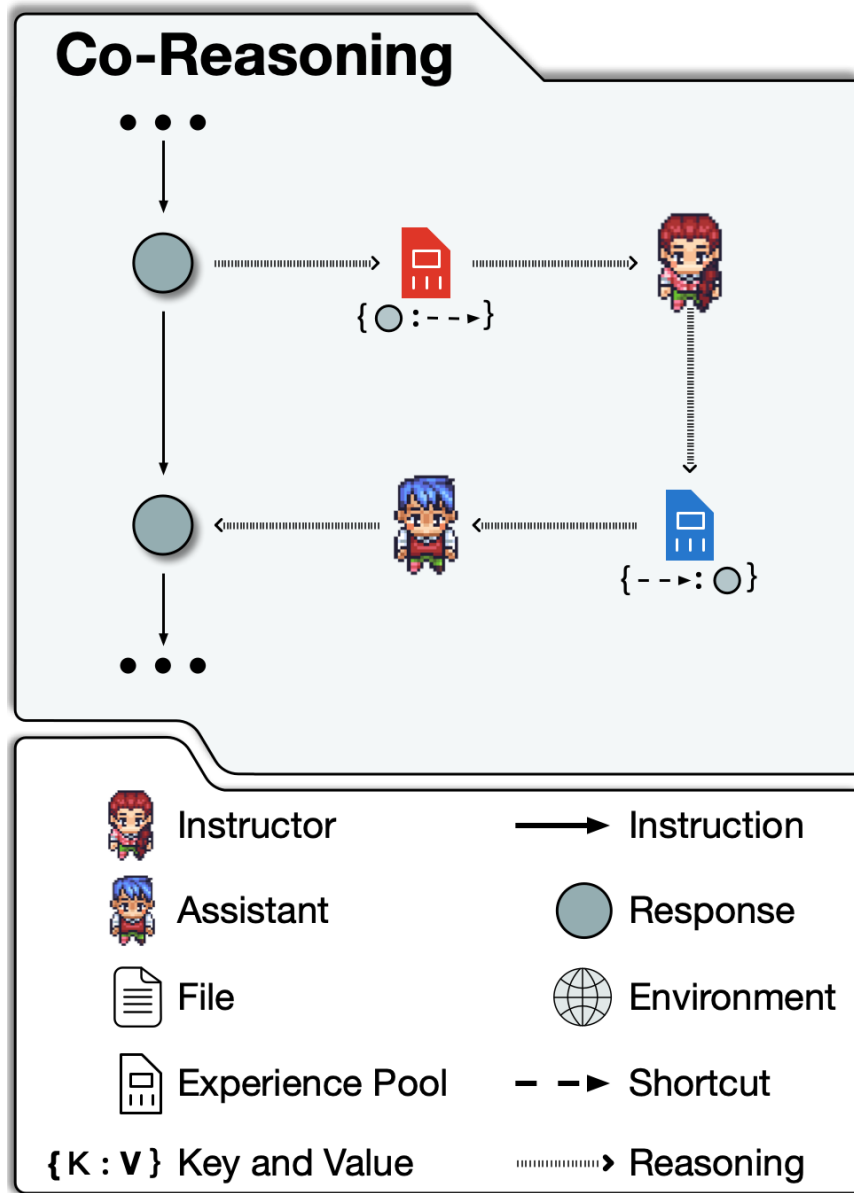 Co-Reasoning
{ : }
{ : }
Instructor
Instruction
Assistant
Response
File
Environment
Experience Pool
Shortcut
{ K : V } Key and Value
Reasoning